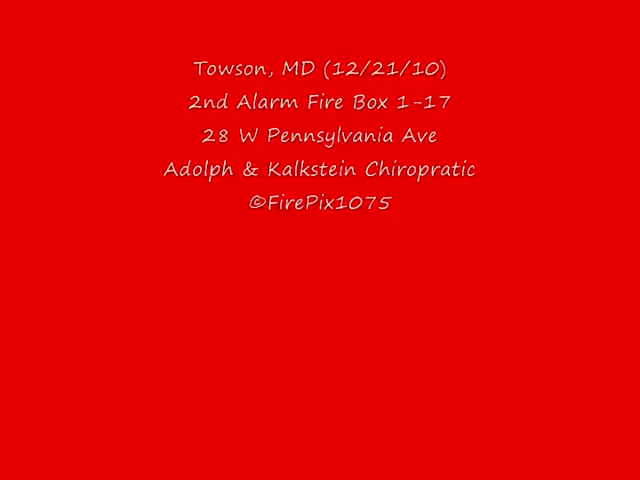 Towson, MD (12/21/10)
2nd Alarm Fire Box 1-17
28 W Pennsylvania Ave
Adolph & Kalkstein Chiropratic
©FirePix1075